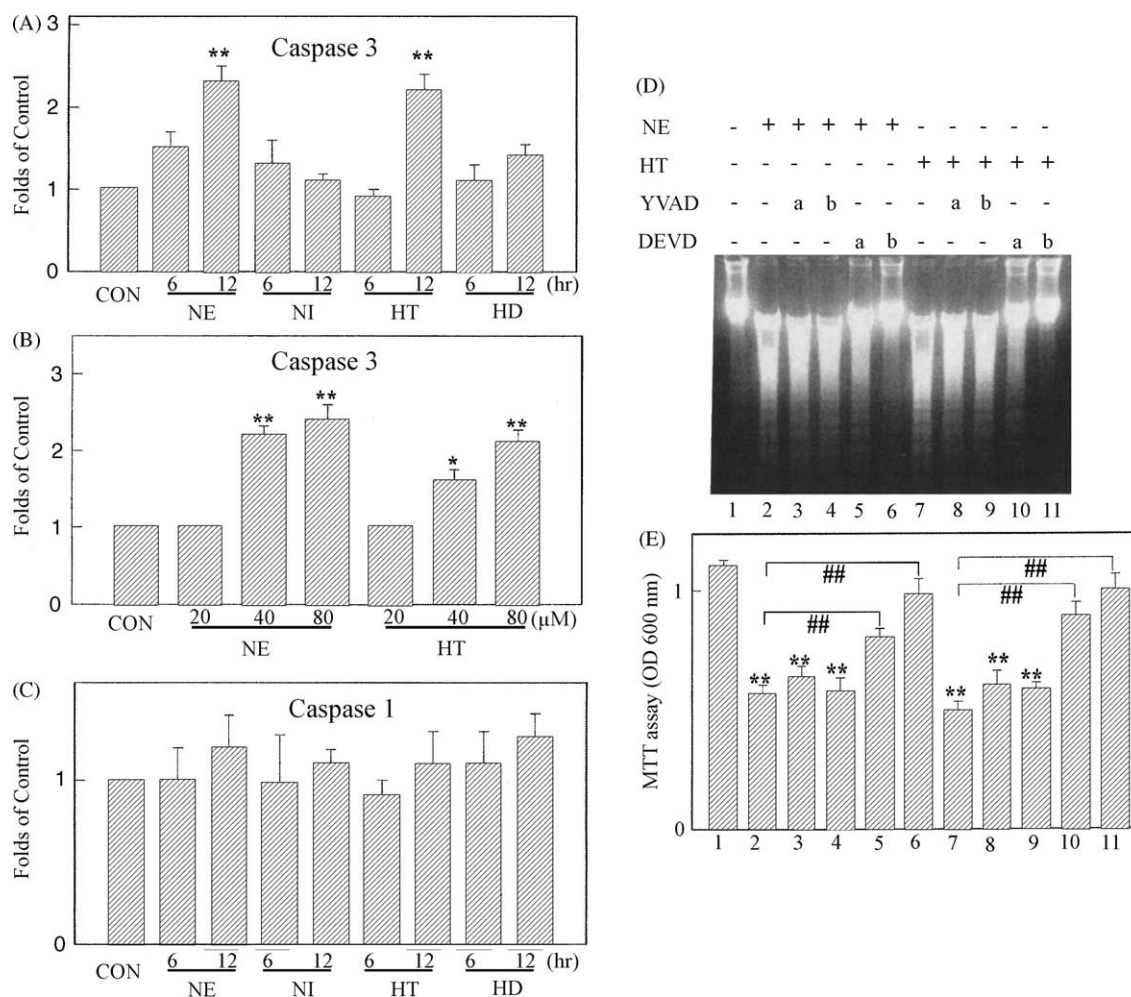 (A)
3
Caspase 3
**
**
2
1
0
Folds of Control
CON
6 12 6 12 6 12 6 12 (hr)
NE NI HT HD
(B)
Caspase 3
3
**
**
**
*
2
1
0
Folds of Control
CON
20 40 80 20 40 80 (μM)
NE HT
(C)
Caspase 1
1
0
Folds of Control
CON
6 12 6 12 6 12 6 12 (hr)
NE NI HT HD
(D)
NE - + + + + + - - - - -
HT - - - - - - + + + + +
YVAD - - a b - - - a b - -
DEVD - - - - a b - - - a b
1 2 3 4 5 6 7 8 9 10 11
(E)
## ##
## ##
** ** ** ** ** **
1
0
MTT assay (OD 600 nm)
1 2 3 4 5 6 7 8 9 10 11